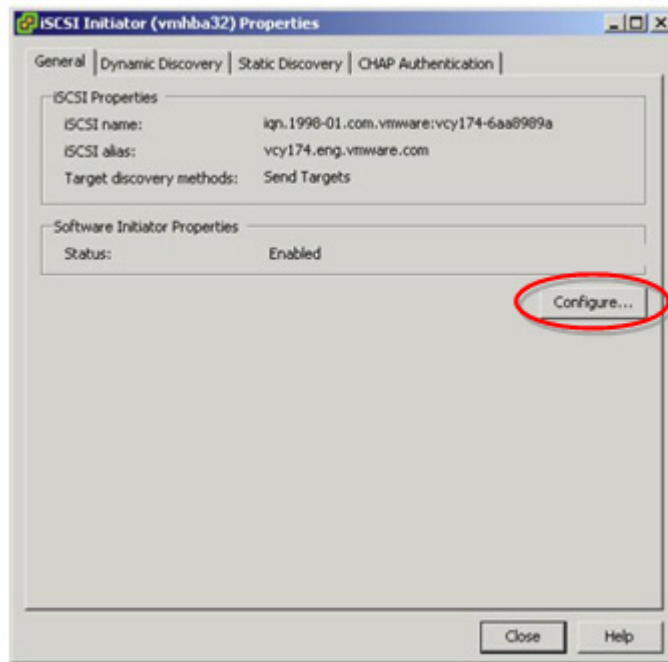 iSCSI Initiator (vmhba32) Properties
General Dynamic Discovery Static Discovery CHAP Authentication
iSCSI Properties
iSCSI name: iqn.1998-01.com.vmware:vcy174-6aa8989a
iSCSI alias: vcy174.eng.vmware.com
Target discovery methods: Send Targets
Software Initiator Properties
Status: Enabled
Configure...
Close Help